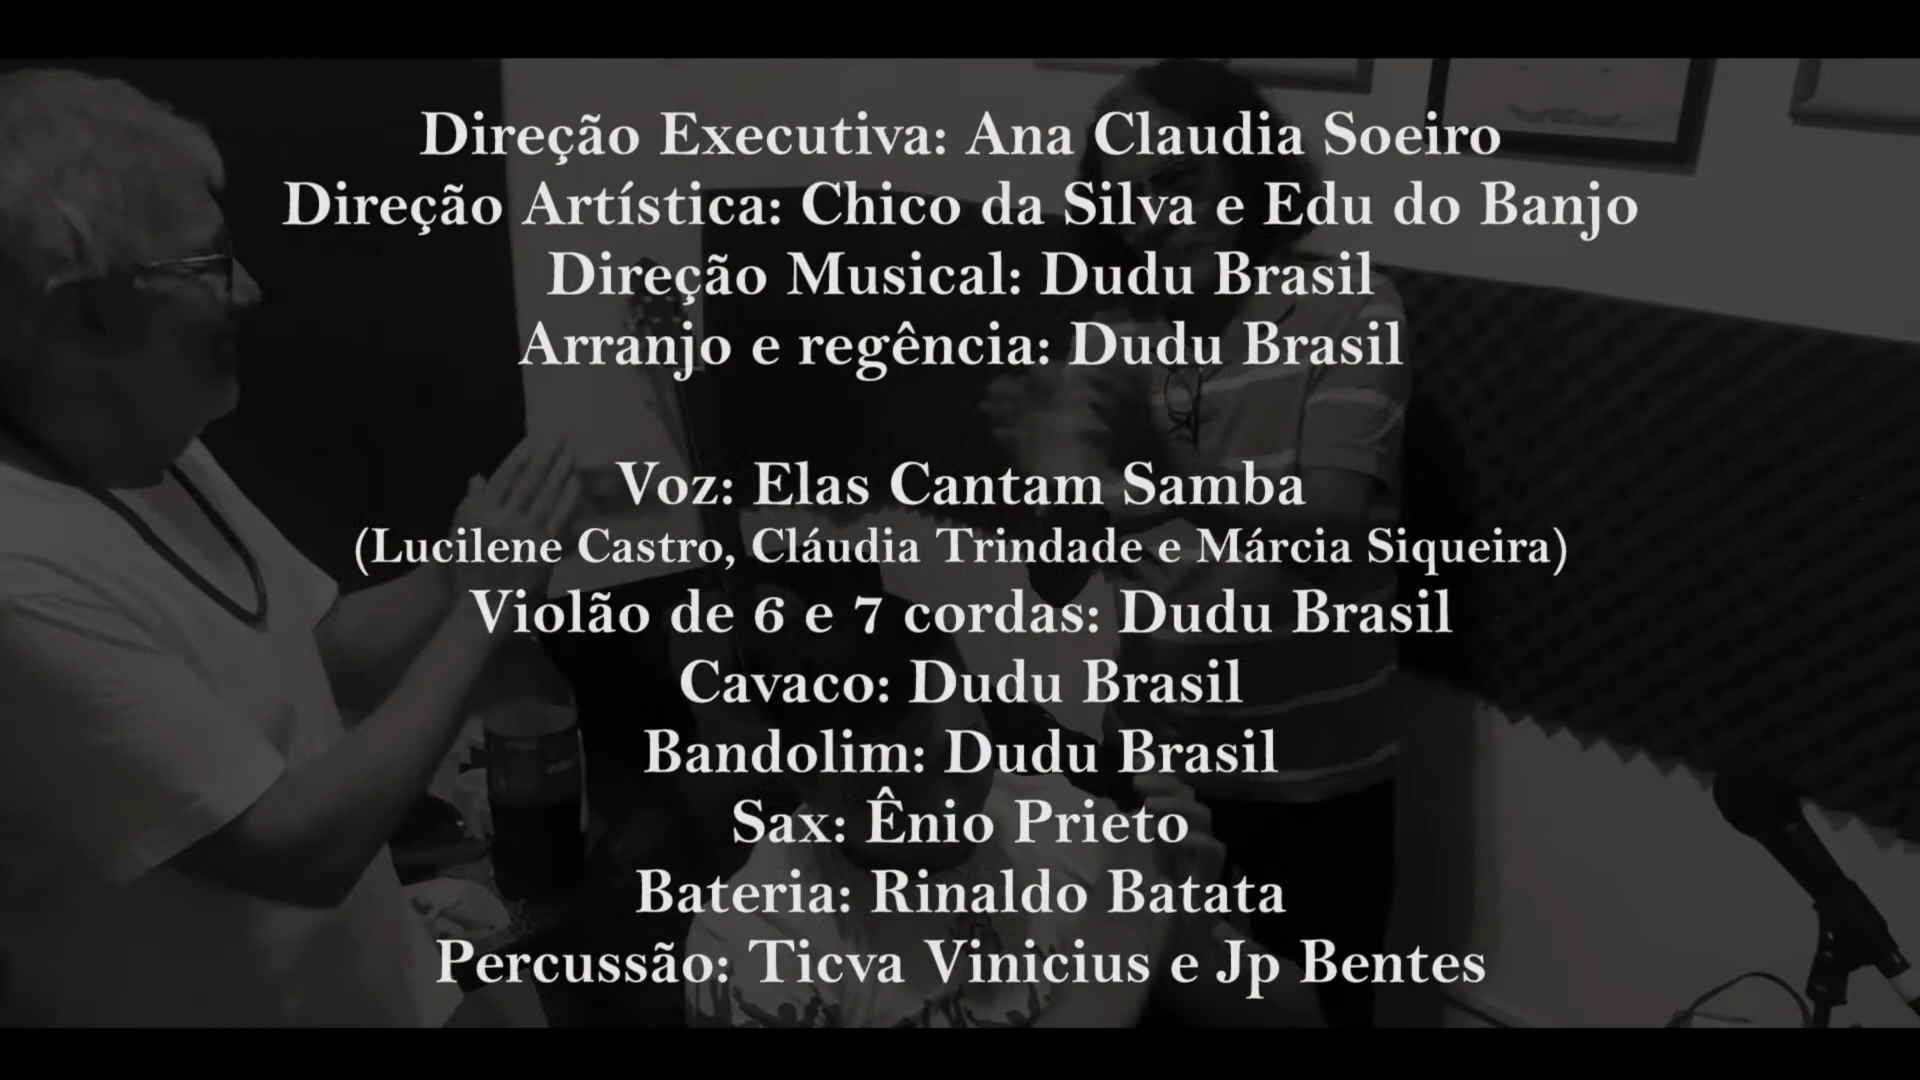 Direção Executiva: Ana Claudia Soeiro
Direção Artística: Chico da Silva e Edu do Banjo
Direção Musical: Dudu Brasil
Arranjo e regência: Dudu Brasil
Voz: Elas Cantam Samba
(Lucilene Castro, Cláudia Trindade e Márcia Siqueira)
Violão de 6 e 7 cordas: Dudu Brasil
Cavaco: Dudu Brasil
Bandolim: Dudu Brasil
Sax: Ênio Prieto
Bateria: Rinaldo Batata
Percussão: Ticva Vinicius e Jp Bentes